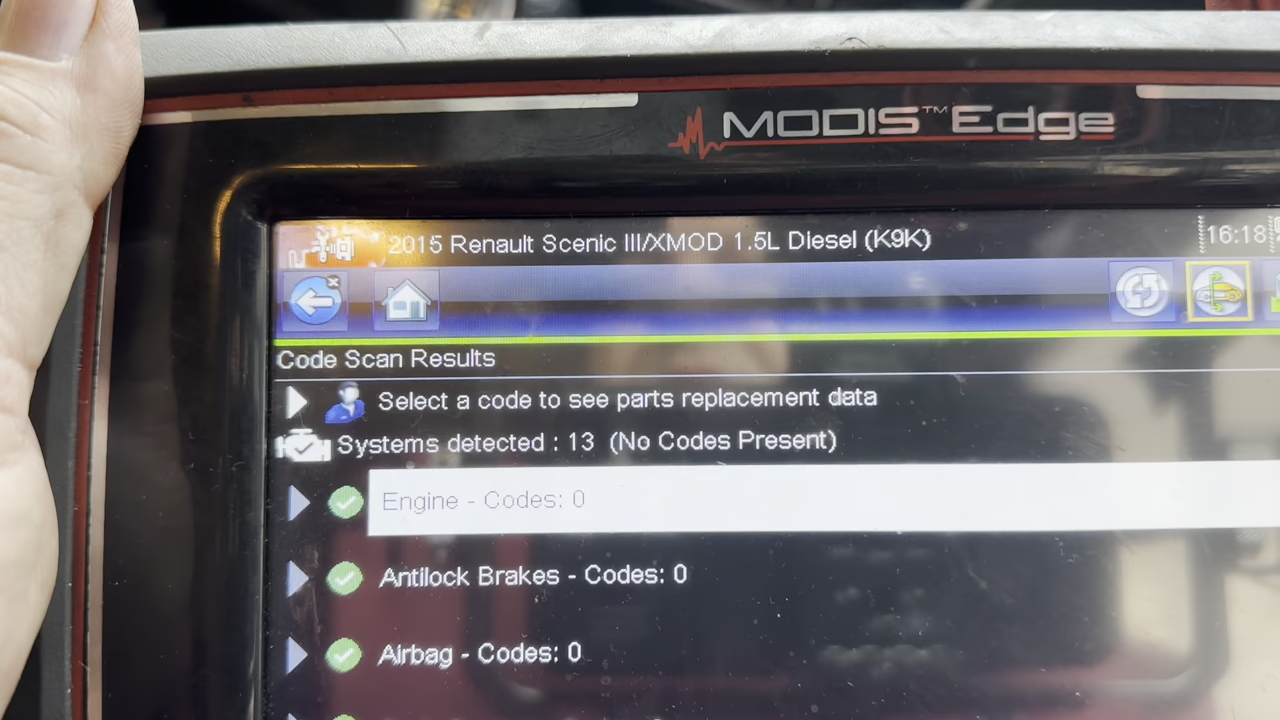 MODIS™ Edge
2015 Renault Scenic III/XMOD 1.5L Diesel (K9K)
16:18
Code Scan Results
Select a code to see parts replacement data
Systems detected : 13 (No Codes Present)
Engine - Codes: 0
Antilock Brakes - Codes: 0
Airbag - Codes: 0